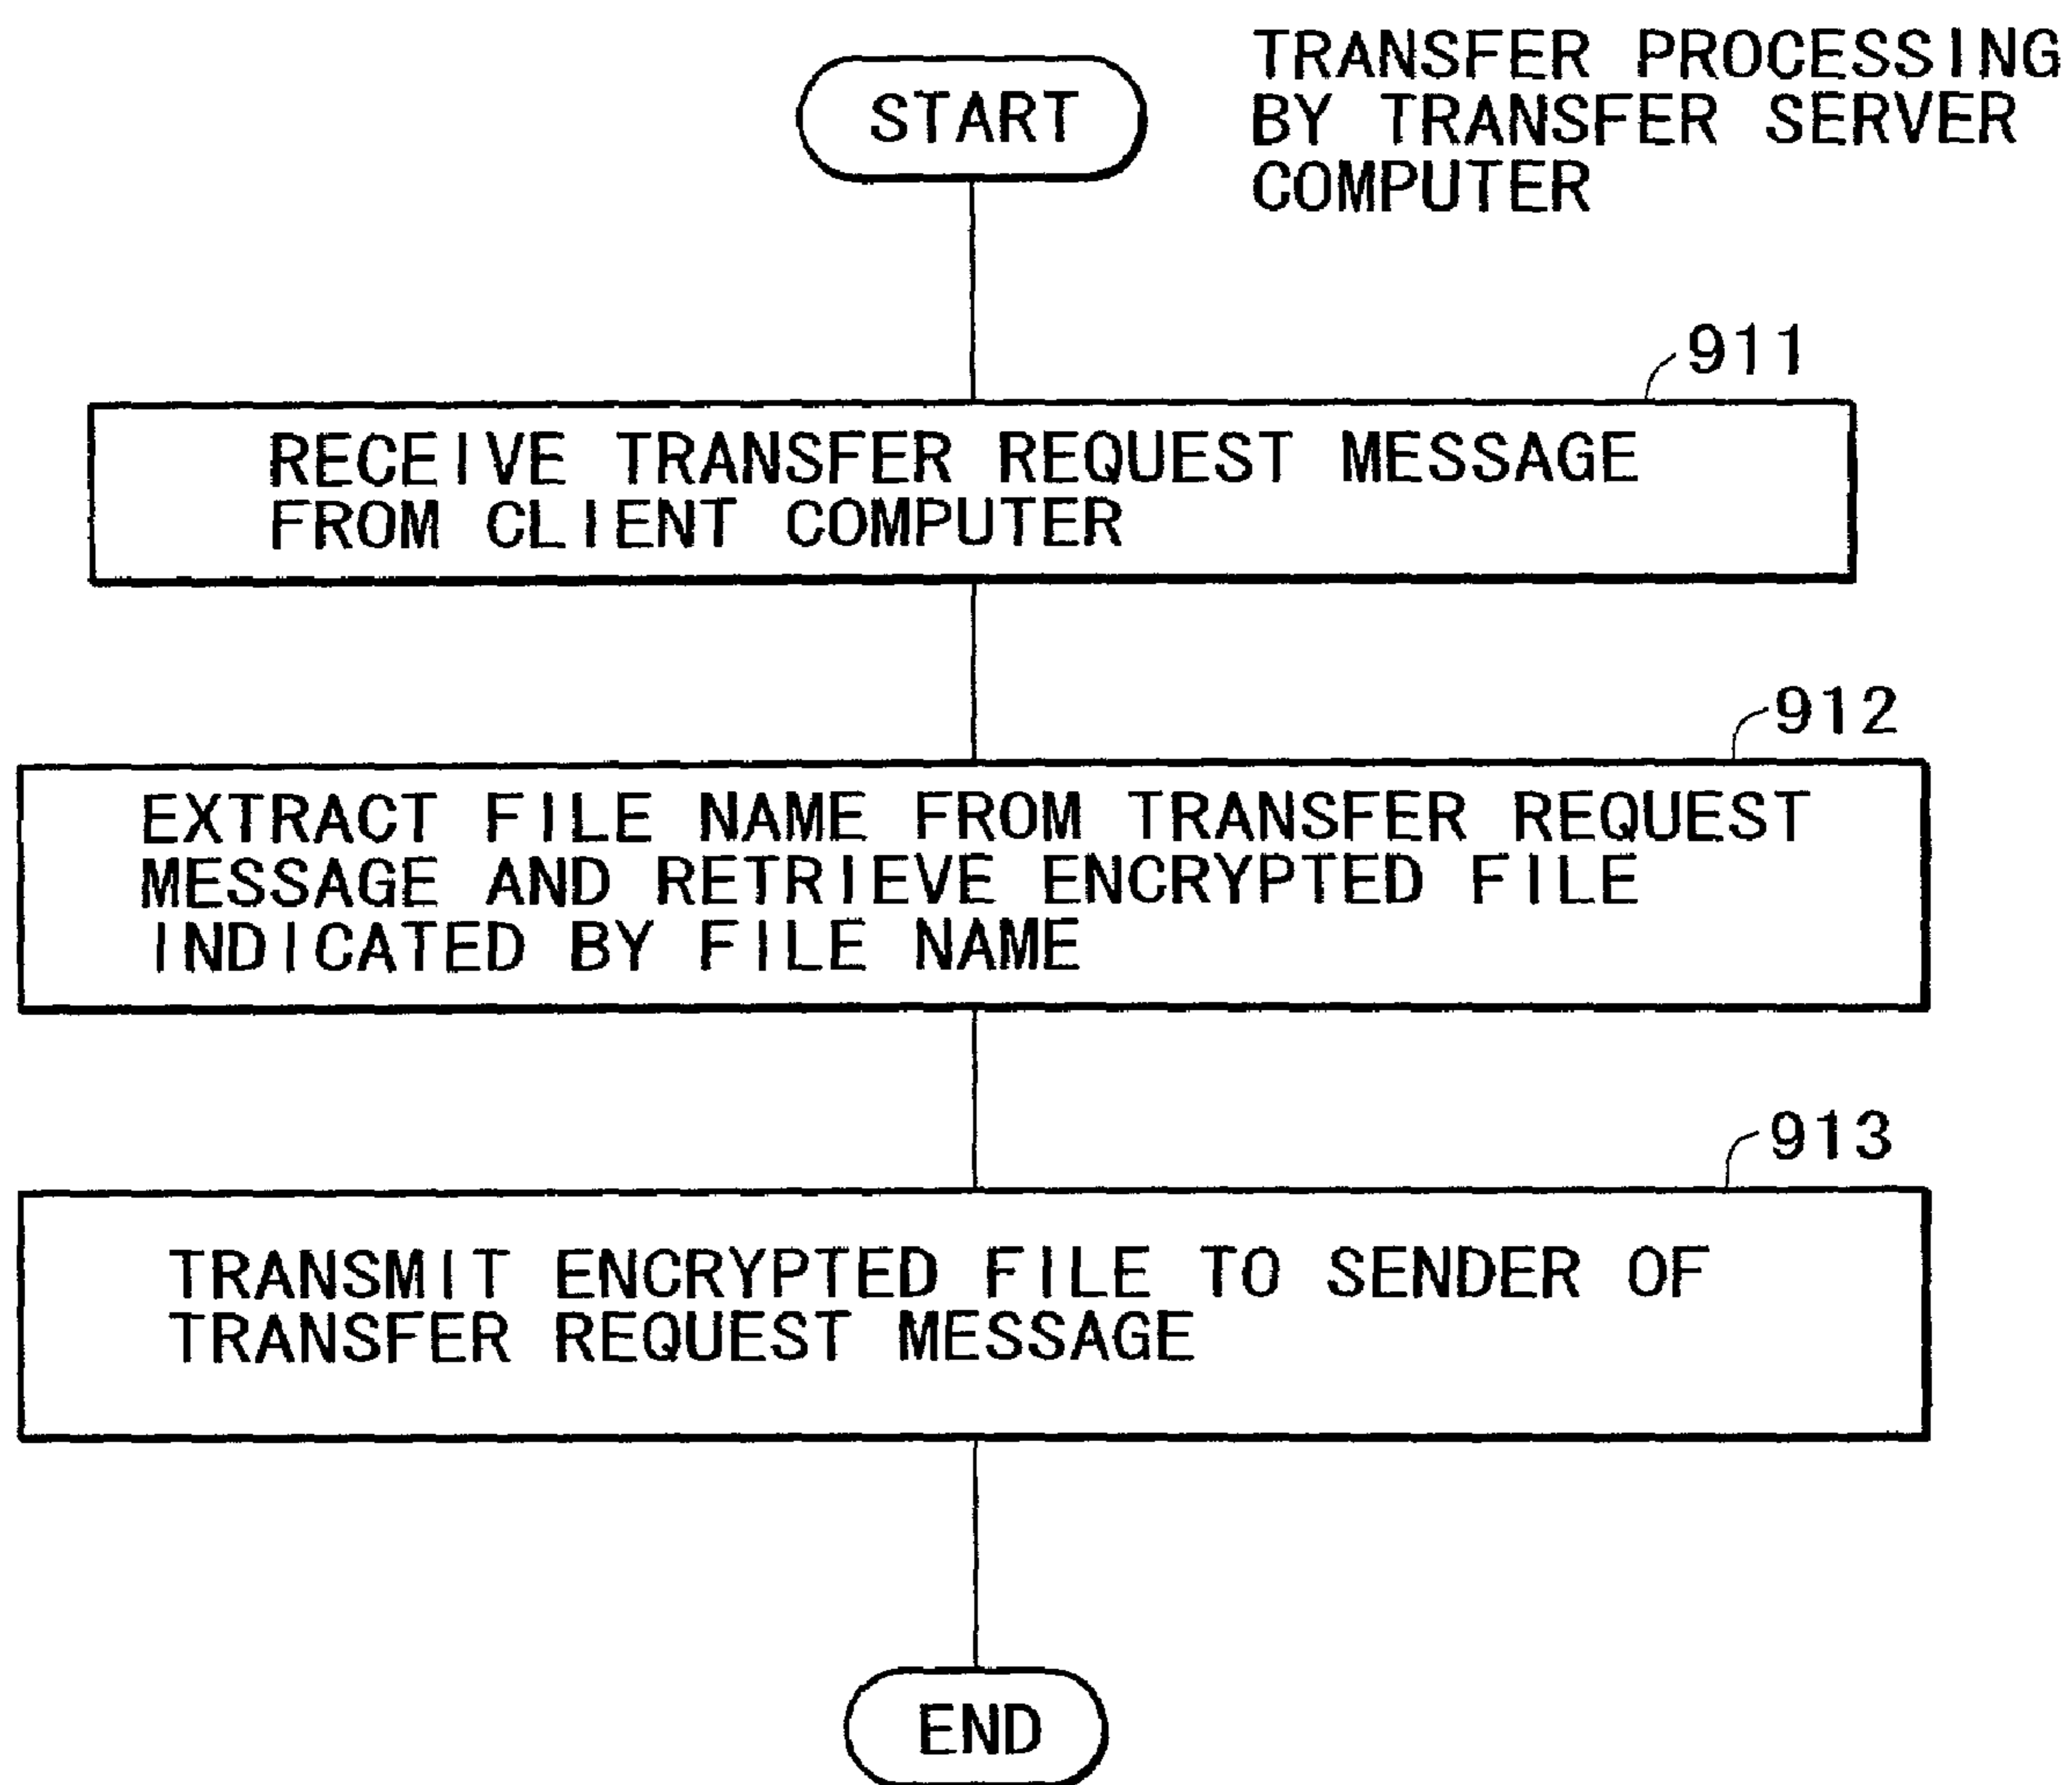 START
TRANSFER PROCESSING
BY TRANSFER SERVER
COMPUTER
911
RECEIVE TRANSFER REQUEST MESSAGE
FROM CLIENT COMPUTER
912
EXTRACT FILE NAME FROM TRANSFER REQUEST
MESSAGE AND RETRIEVE ENCRYPTED FILE
INDICATED BY FILE NAME
913
TRANSMIT ENCRYPTED FILE TO SENDER OF
TRANSFER REQUEST MESSAGE
END